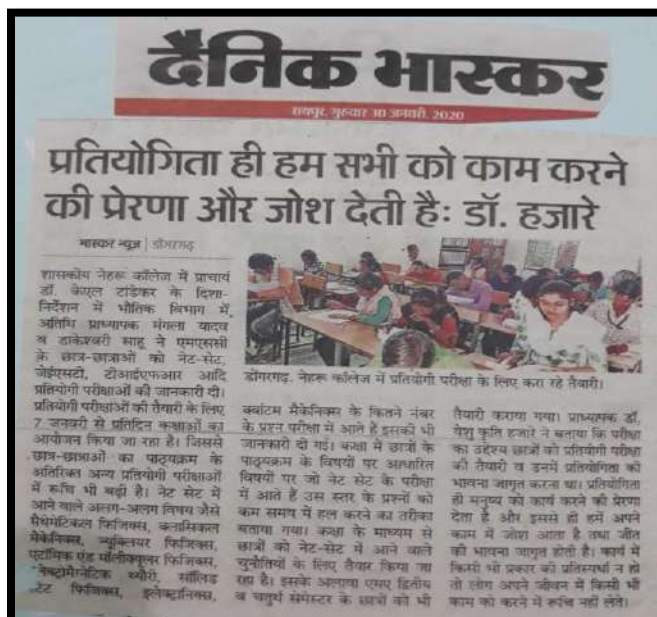 दैनिक भास्कर
रायपुर, गुरुवार 30 जनवरी, 2020
प्रतियोगिता ही हम सभी को काम करने
की प्रेरणा और जोश देती है: डॉ. हजारे
भास्कर न्यूज | डोंगरगढ़
शासकीय नेहरू कॉलेज में प्राचार्य
डॉ. केएल टांडेकर के दिशा-
निर्देशन में भौतिक विभाग में
अतिथि प्राध्यापक मंगला यादव
व डाकेश्वरी साहू ने एमएससी
के छात्र-छात्राओं को नेट-सेट,
जेईएसटी, टीआईएफआर आदि
प्रतियोगी परीक्षाओं की जानकारी दी।
प्रतियोगी परीक्षाओं की तैयारी के लिए
7 जनवरी से प्रतिदिन कक्षाओं का
आयोजन किया जा रहा है। जिससे
छात्र-छात्राओं का पाठ्यक्रम के
अतिरिक्त अन्य प्रतियोगी परीक्षाओं
में रूचि भी बढ़ी है। नेट सेट में
आने वाले अलग-अलग विषय जैसे
मैथेमेटिकल फिजिक्स, क्लासिकल
मैकेनिक्स, न्यूक्लियर फिजिक्स,
एटॉमिक एंड मॉलीक्यूलर फिजिक्स,
थ्यौरी, सॉलिड
स्टेट फिजिक्स, इलेक्ट्रानिक्स,
डोंगरगढ़. नेहरू कॉलेज में प्रतियोगी परीक्षा के लिए करा रहे तैयारी।
क्वांटम मैकेनिक्स के कितने नंबर
के प्रश्न परीक्षा में आते हैं इसकी भी
जानकारी दी गई। कक्षा में छात्रों के
पाठ्यक्रम के विषयों पर आधारित
विषयों पर जो नेट सेट के परीक्षा
में आते हैं उस स्तर के प्रश्नों को
कम समय में हल करने का तरीका
बताया गया। कक्षा के माध्यम से
छात्रों को नेट-सेट में आने वाले
चुनौतियों के लिए तैयार किया जा
रहा है। इसके अलावा एमए द्वितीय
व चतुर्थ सेमेस्टर के छात्रों को भी
तैयारी कराया गया। प्राध्यापक डॉ.
येशु कृति हजारे ने बताया कि परीक्षा
का उद्देश्य छात्रों को प्रतियोगी परीक्षा
की तैयारी व उनमें प्रतियोगिता की
भावना जागृत करना था। प्रतियोगिता
ही मनुष्य को कार्य करने की प्रेरणा
देता है और इससे ही हमें अपने
काम में जोश आता है तथा जीत
की भावना जागृत होती है। कार्य में
किसी भी प्रकार की प्रतिस्पर्धा न हो
तो लोग अपने जीवन में किसी भी
काम को करने में रूचि नहीं लेते।